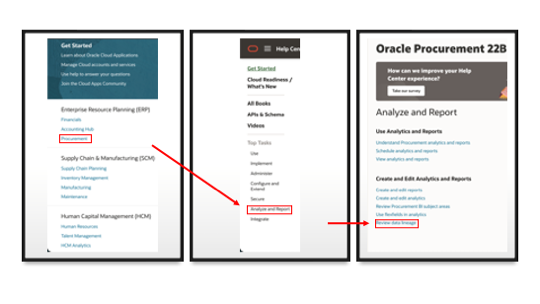 Get Started
Learn about Oracle Cloud Applications
Manage Cloud accounts and services
Use help to answer your questions
Join the Cloud Apps Community
Enterprise Resource Planning (ERP)
Financials
Accounting Hub
Procurement
Supply Chain & Manufacturing (SCM)
Supply Chain Planning
Inventory Management
Manufacturing
Maintenance
Human Capital Management (HCM)
Human Resources
Talent Management
HCM Analytics
Help Cen
Get Started
Cloud Readiness /
What's New
All Books
APIs & Schema
Videos
Top Tasks
Use
Implement
Administer
Configure and
Extend
Secure
Analyze and Report
Integrate
Oracle Procurement 22B
How can we improve your Help
Center experience?
Take our survey
Analyze and Report
Use Analytics and Reports
Understand Procurement analytics and reports
Schedule analytics and reports
View analytics and reports
Create and Edit Analytics and Reports
Create and edit reports
Create and edit analytics
Review Procurement BI subject areas
Use flexfields in analytics
Review data lineage